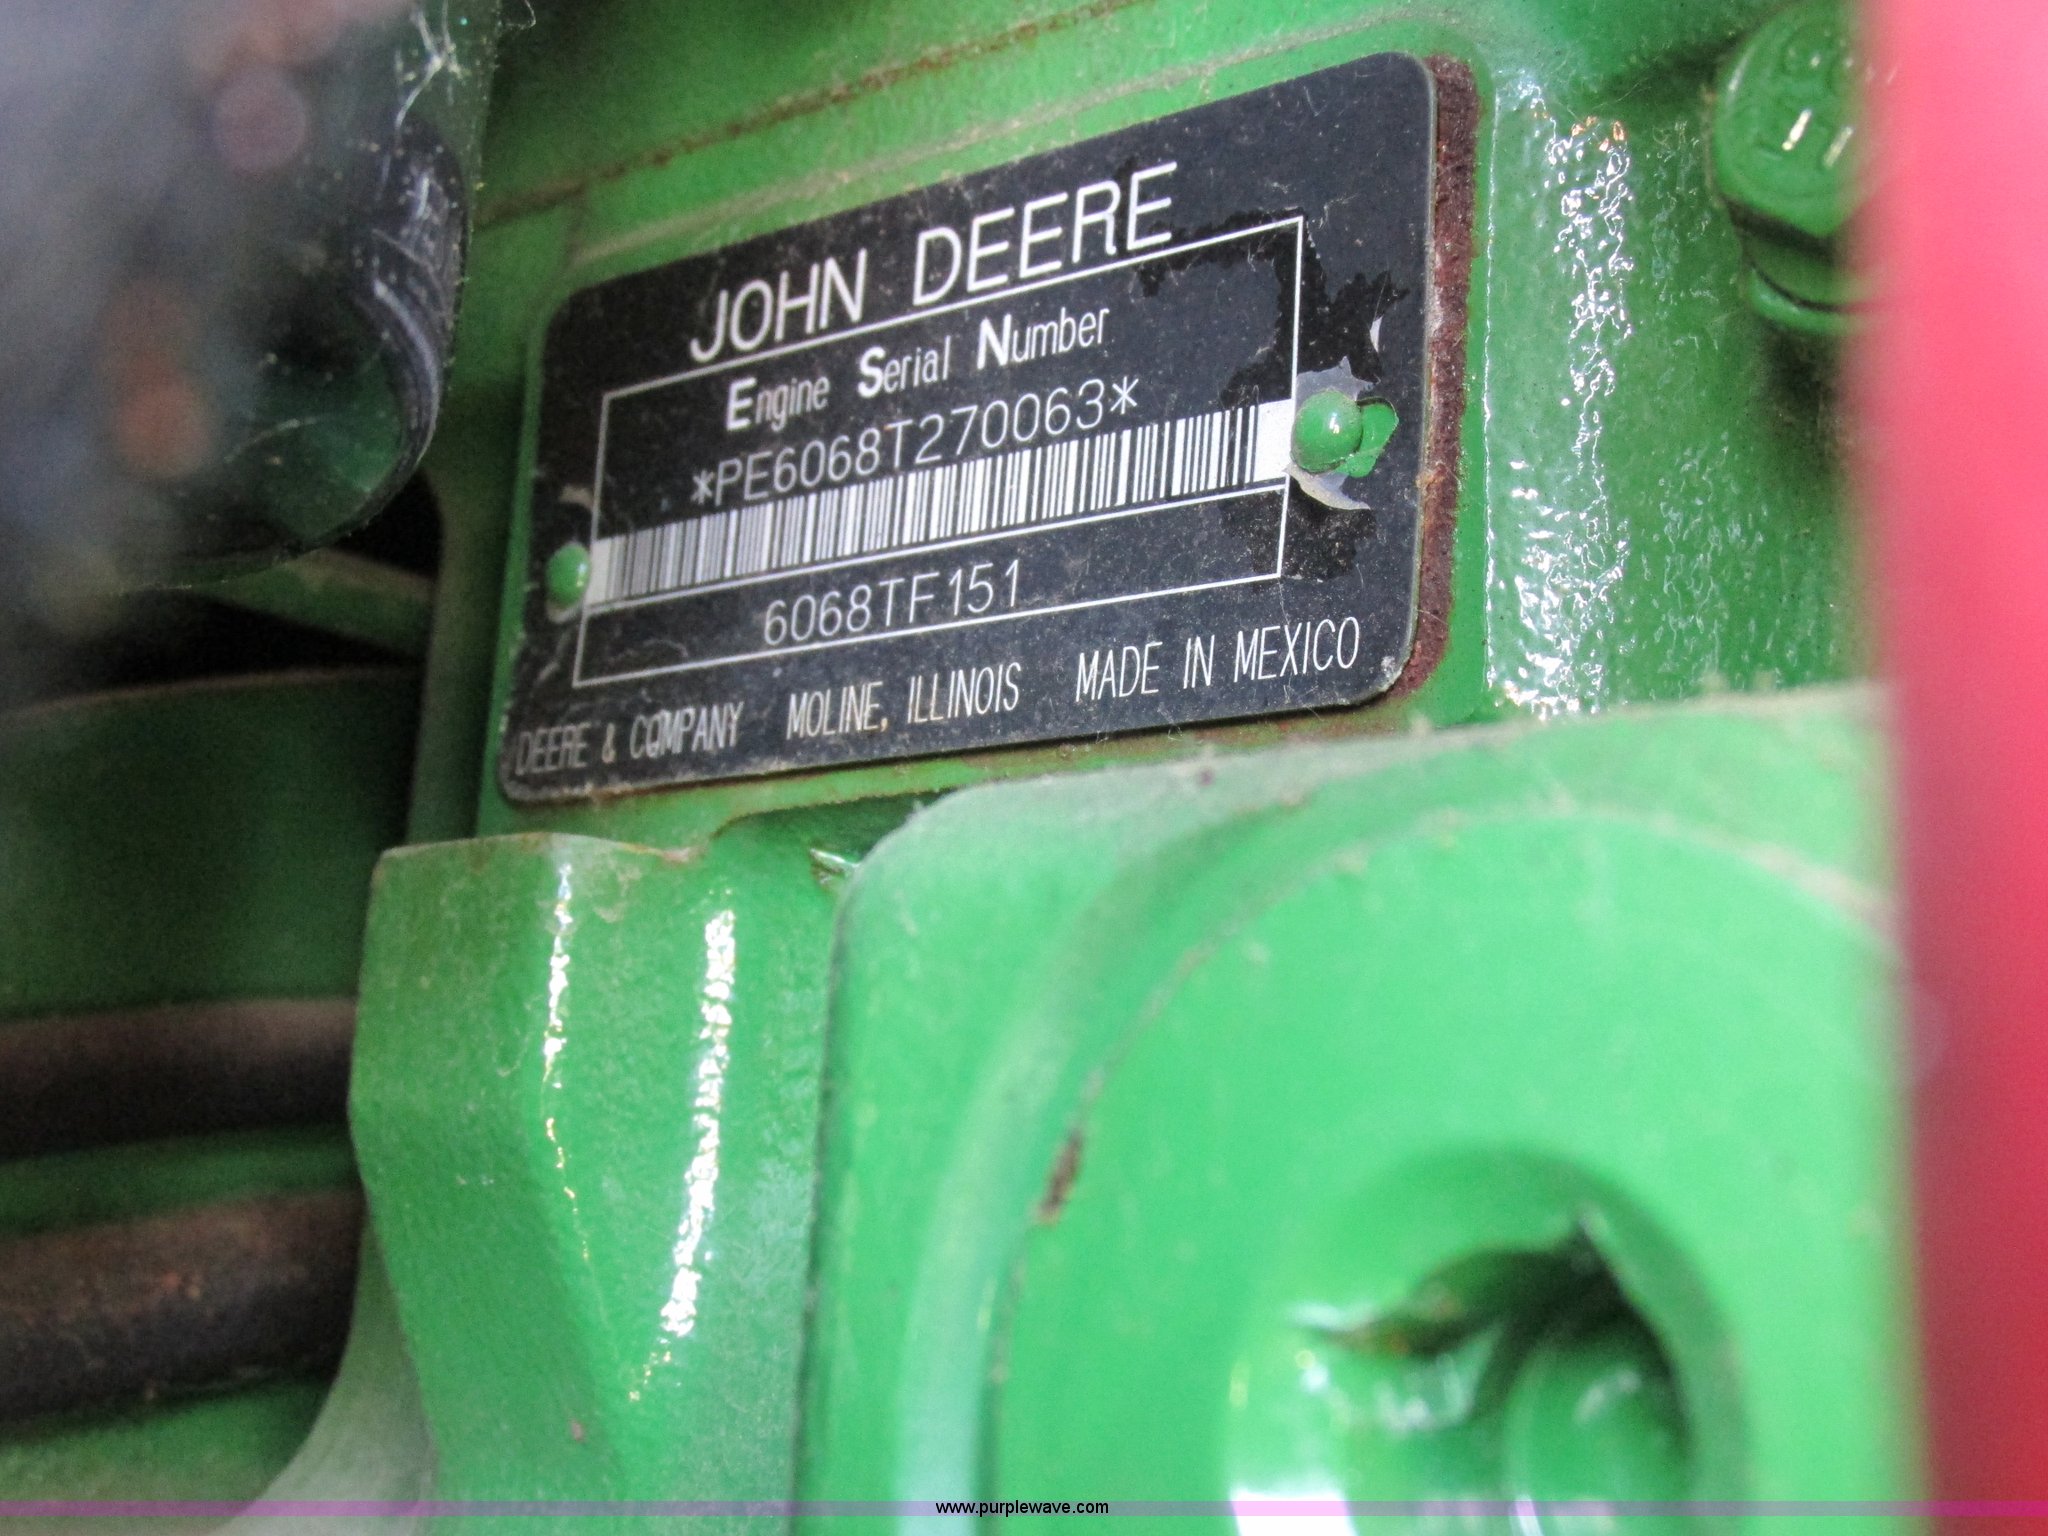 JOHN DEERE
Engine Serial Number
*PE6068T270063*
6068TF151
DEERE & COMPANY MOLINE, ILLINOIS MADE IN MEXICO
www.purplewave.com